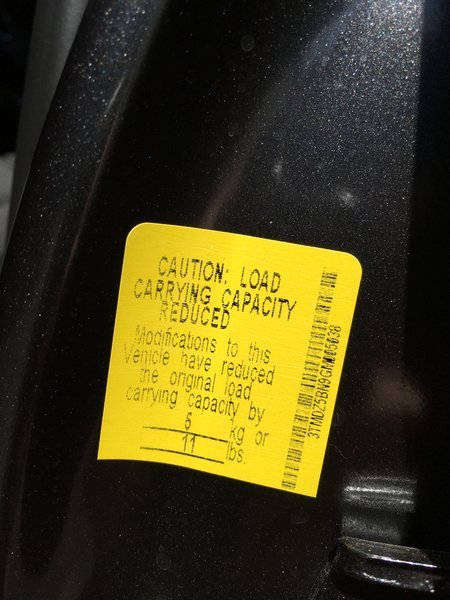 CAUTION: LOAD
CARRYING CAPACITY
REDUCED
Modifications to this
Vehicle have reduced
the original load
carrying capacity by
5 kg or
11 lbs.
3TMDZ5BN9GM005038